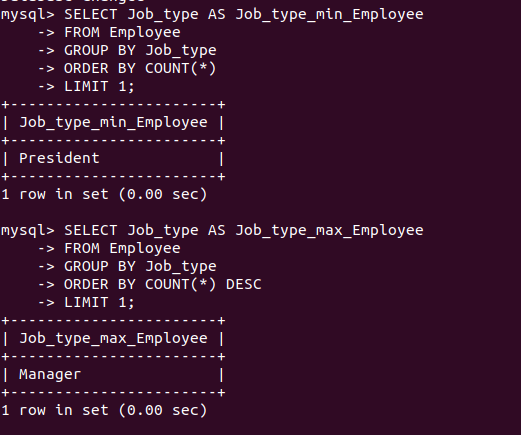 mysql> SELECT Job_type AS Job_type_min_Employee
    -> FROM Employee
    -> GROUP BY Job_type
    -> ORDER BY COUNT(*)
    -> LIMIT 1;
+-----------------------+
| Job_type_min_Employee |
+-----------------------+
| President             |
+-----------------------+
1 row in set (0.00 sec)

mysql> SELECT Job_type AS Job_type_max_Employee
    -> FROM Employee
    -> GROUP BY Job_type
    -> ORDER BY COUNT(*) DESC
    -> LIMIT 1;
+-----------------------+
| Job_type_max_Employee |
+-----------------------+
| Manager               |
+-----------------------+
1 row in set (0.00 sec)